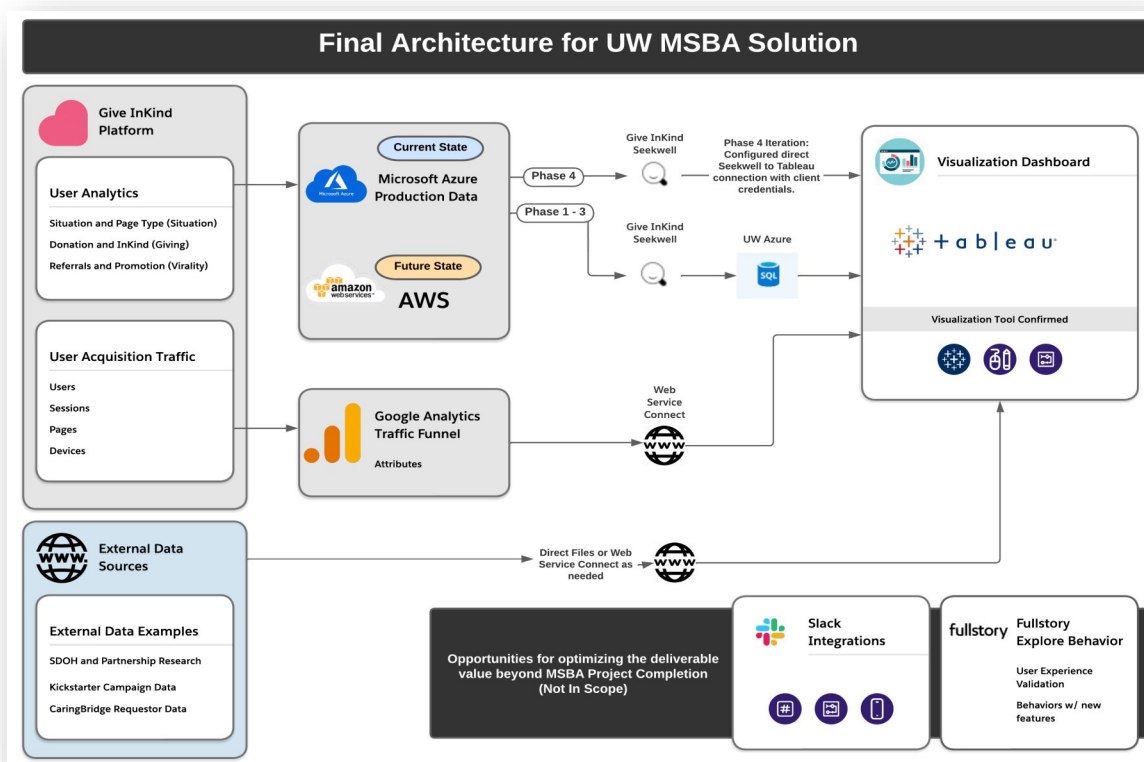 Final Architecture for UW MSBA Solution
Give InKind
Platform
User Analytics
Situation and Page Type (Situation)
Donation and InKind (Giving)
Referrals and Promotion (Virality)
User Acquisition Traffic
Users
Sessions
Pages
Devices
Current State
Microsoft Azure
Microsoft Azure
Production Data
Future State
amazon
webservices™
AWS
Google Analytics
Traffic Funnel
Attributes
Phase 4
Phase 1 - 3
Give InKind
Seekwell
Phase 4 Iteration:
Configured direct
Seekwell to Tableau
connection with client
credentials.
Give InKind
Seekwell
UW Azure
SQL
Web
Service
Connect
WWW
Visualization Dashboard
+ a b l e a u
Visualization Tool Confirmed
WWW.
External Data
Sources
External Data Examples
SDOH and Partnership Research
Kickstarter Campaign Data
CaringBridge Requestor Data
Direct Files or Web
Service Connect as
needed
WWW
Opportunities for optimizing the deliverable
value beyond MSBA Project Completion
(Not In Scope)
Slack
Integrations
#
fullstory
Fullstory
Explore Behavior
User Experience
Validation
Behaviors w/ new
features